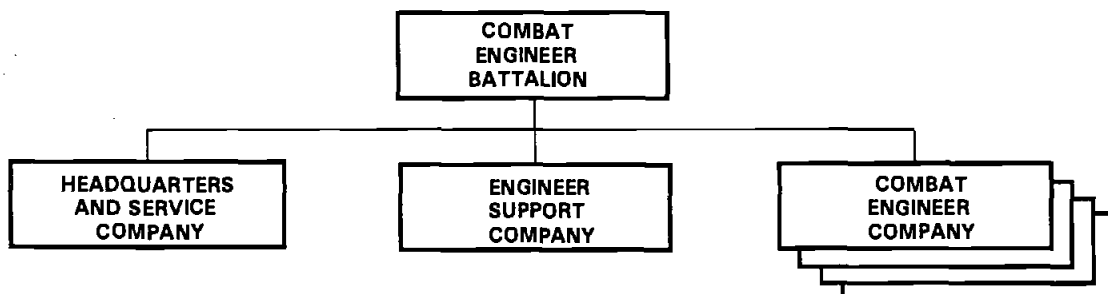 COMBAT
ENGINEER
BATTALION
HEADQUARTERS
AND SERVICE
COMPANY
ENGINEER
SUPPORT
COMPANY
COMBAT
ENGINEER
COMPANY